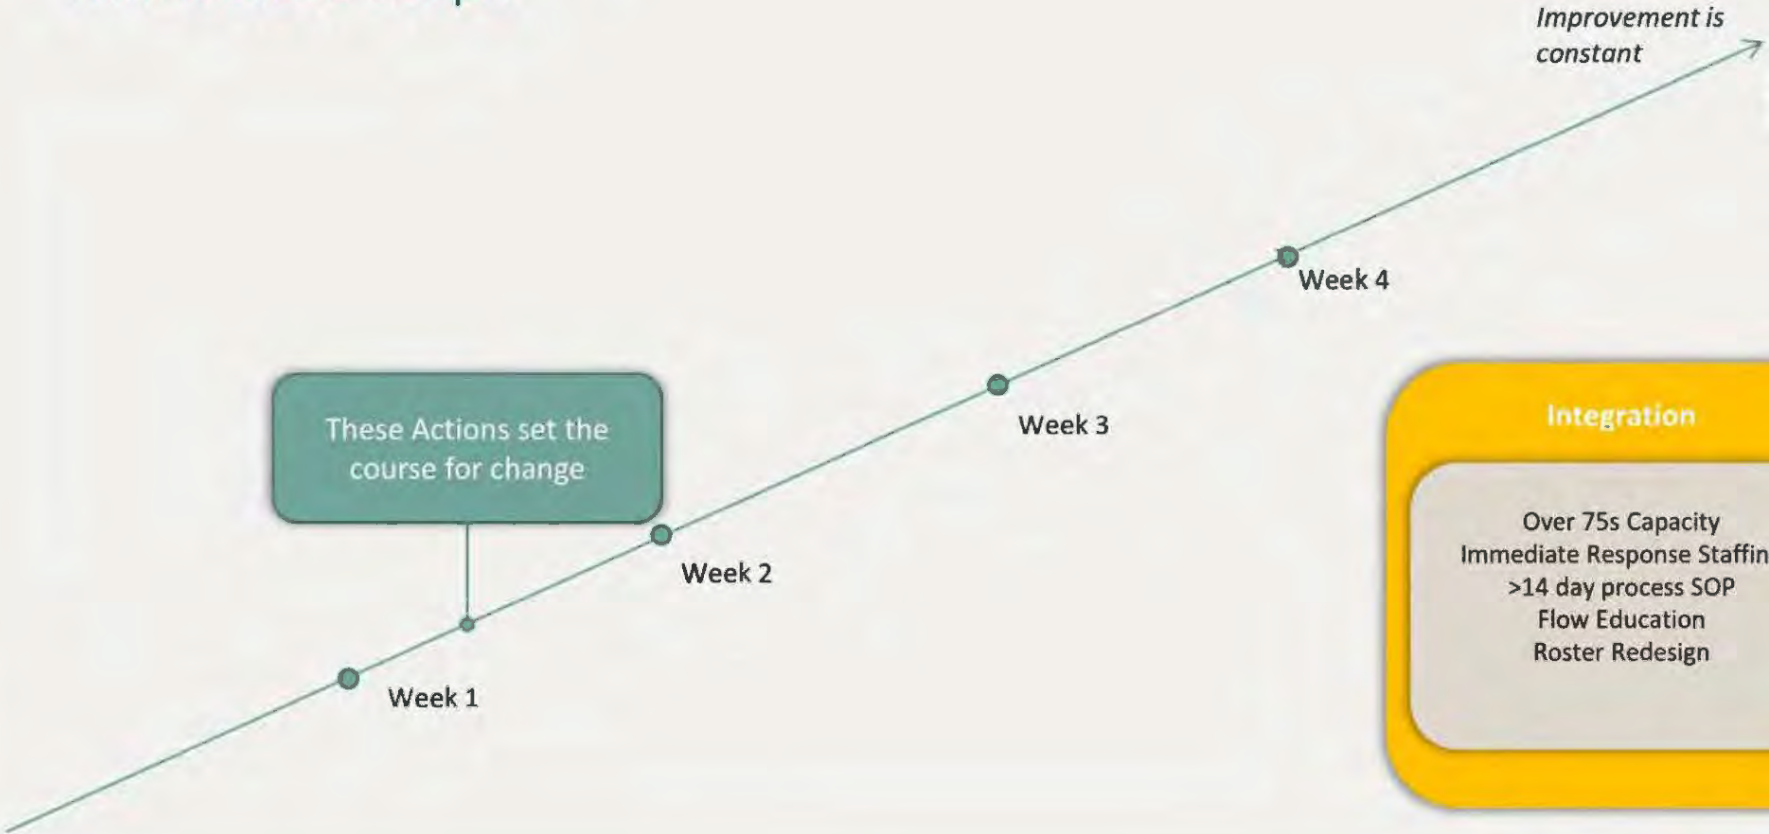 Improvement is
constant
Week 4
These Actions set the
course for change
Week 3
Integration
Week 2
Over 75s Capacity
Immediate Response
>14 day process SOP
Flow Education
Roster Redesign
Week 1